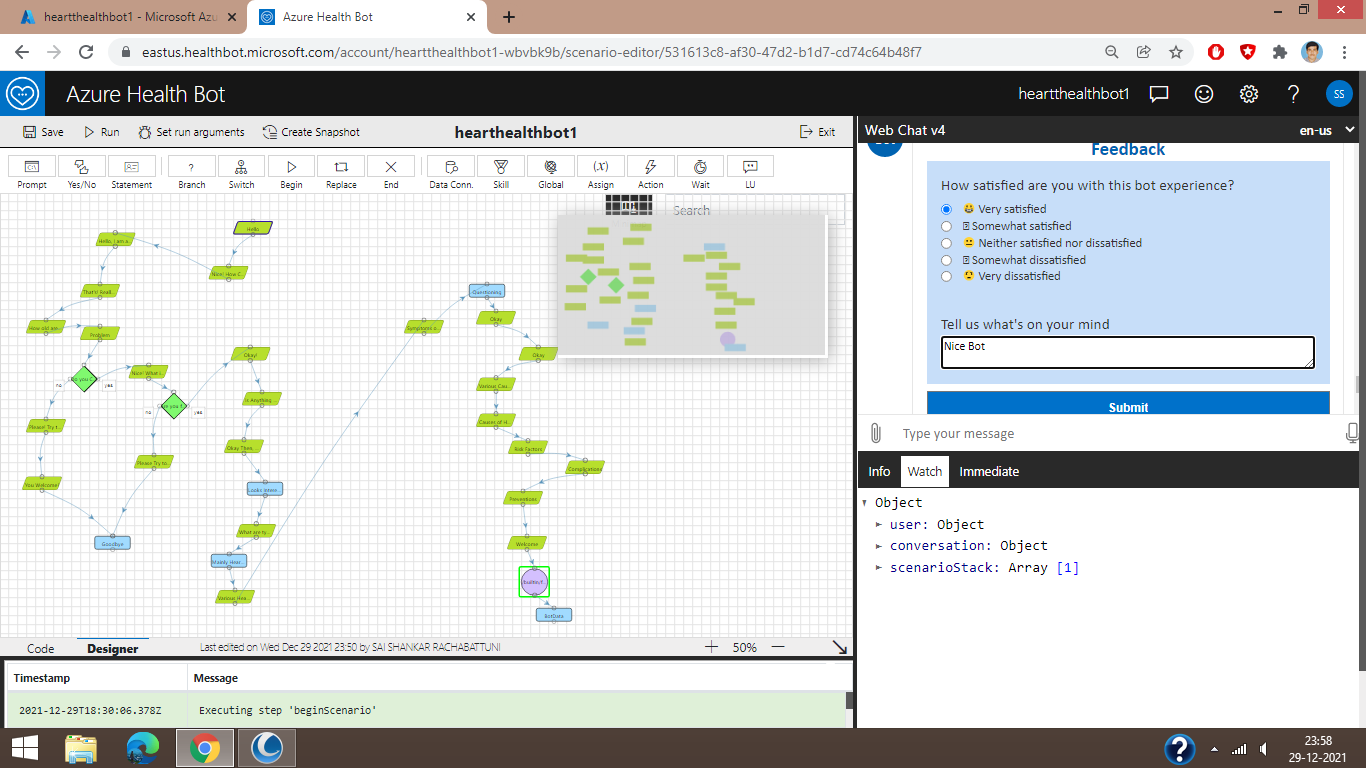 heartthealthbot1 - Microsoft Azu
Azure Health Bot
eastus.healthbot.microsoft.com/account/heartthealthbot1-wbvbk9b/scenario-editor/531613c8-af30-47d2-b1d7-cd74c64b48f7
Azure Health Bot
heartthealthbot1
SS
Save
Run
Set run arguments
Create Snapshot
hearthealthbot1
Exit
Prompt
Yes/No
Statement
Branch
Switch
Begin
Replace
End
Data Conn.
Skill
Global
Assign
Action
Wait
LU
Search
Hello
Hello, I am a...
Nice! How C...
That's! Reall...
How old are...
Problem
Do you C...
no
yes
Nice! What i...
no
yes
Please! Try t...
Please Try to...
You Welcome
Goodbye
Okay!
Is Anything...
Okay Then...
Looks Intere...
What are ty...
Mainly Hear...
Various Hea...
Symptoms o...
Questioning
Okay
Okay
Various Cau...
Causes of H...
Risk Factors
Complications
Preventions
Welcome
BotData
Code
Designer
Last edited on Wed Dec 29 2021 23:50 by SAI SHANKAR RACHABATTUNI
50%
Timestamp
Message
2021-12-29T18:30:06.378Z
Executing step 'beginScenario'
Web Chat v4
en-us
Feedback
How satisfied are you with this bot experience?
Very satisfied
Somewhat satisfied
Neither satisfied nor dissatisfied
Somewhat dissatisfied
Very dissatisfied
Tell us what's on your mind
Nice Bot
Submit
Type your message
Info
Watch
Immediate
Object
user: Object
conversation: Object
scenarioStack: Array [1]
23:58
29-12-2021